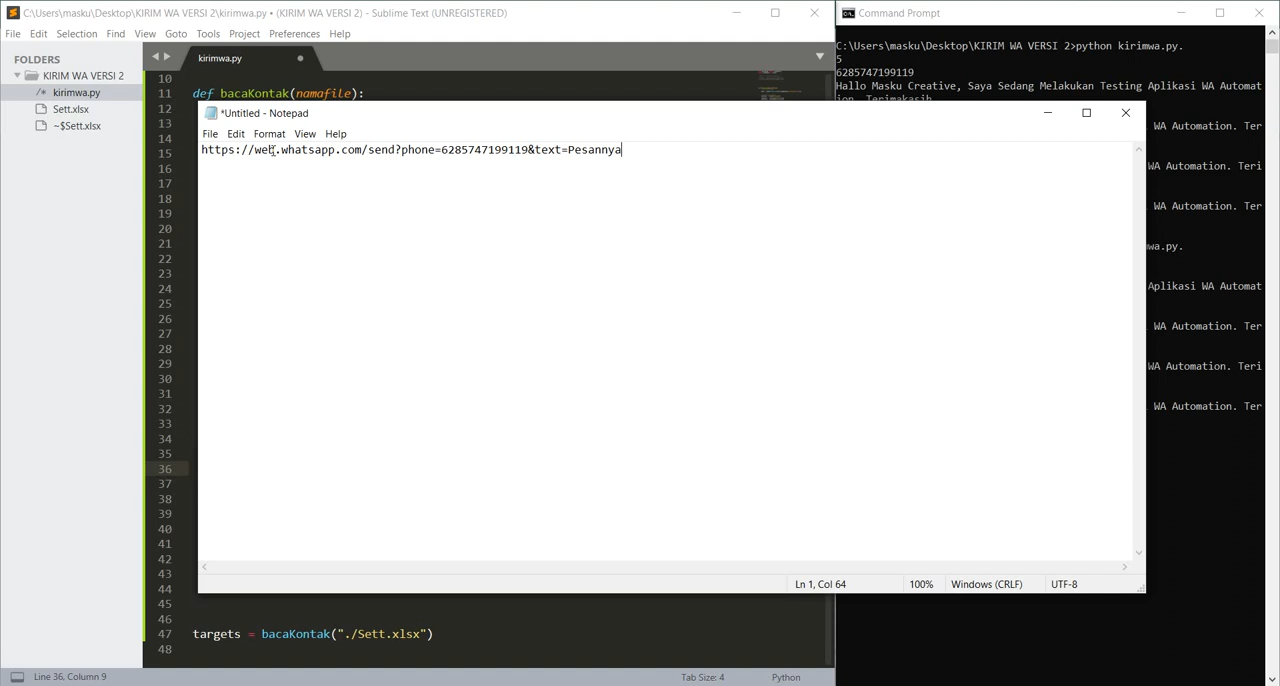 C:\Users\masku\Desktop\KIRIM WA VERSI 2\kirimwa.py • (KIRIM WA VERSI 2) - Sublime Text (UNREGISTERED)
File Edit Selection Find View Goto Tools Project Preferences Help
FOLDERS
KIRIM WA VERSI 2
/* kirimwa.py
Sett.xlsx
~$Sett.xlsx
kirimwa.py
10
11 def bacaKontak(namafile):
12
13
14
15
16
17
18
19
20
21
22
23
24
25
26
27
28
29
30
31
32
33
34
35
36
37
38
39
40
41
42
43
44
45
46
47 targets = bacaKontak("./Sett.xlsx")
48
Line 36, Column 9
Tab Size: 4
Python
*Untitled - Notepad
File Edit Format View Help
https://web.whatsapp.com/send?phone=6285747199119&text=Pesannya
Ln 1, Col 64
100%
Windows (CRLF)
UTF-8
Command Prompt
C:\Users\masku\Desktop\KIRIM WA VERSI 2>python kirimwa.py.
5
6285747199119
Hallo Masku Creative, Saya Sedang Melakukan Testing Aplikasi WA Automat
ion. Terimakasih
WA Automation. Ter
WA Automation. Teri
WA Automation. Ter
wa.py.
Aplikasi WA Automat
WA Automation. Ter
WA Automation. Teri
WA Automation. Ter